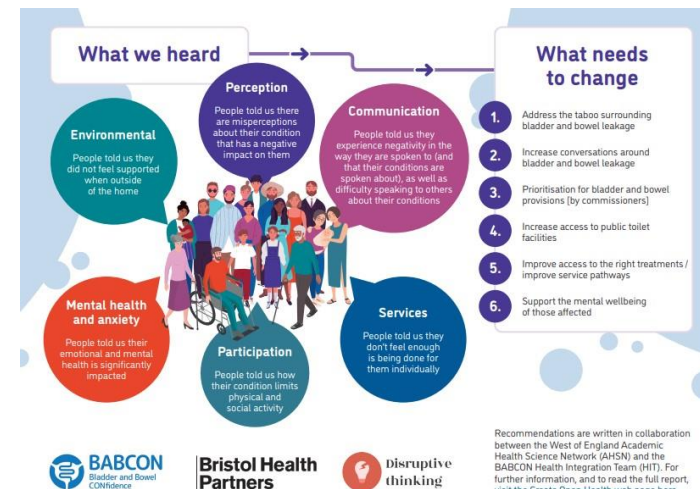 What we heard
What needs
to change
Perception
People told us there
are misperceptions
about their condition
that has a negative
impact on them
Environmental
People told us they
did not feel supported
when outside
of the home
Communication
People told us they
experience negativity in the
way they are spoken to (and
that their conditions are
spoken about), as well as
difficulty speaking to others
about their conditions
Mental health
and anxiety
People told us their
emotional and mental
health is significantly
impacted
Participation
People told us how
their condition limits
physical and
social activity
Services
People told us they
don't feel enough
is being done for
them individually
1. Address the taboo surrounding
bladder and bowel leakage
2. Increase conversations around
bladder and bowel leakage
3. Prioritisation for bladder and bowel
provisions [by commissioners]
4. Increase access to public toilet
facilities
5. Improve access to the right treatments /
improve service pathways
6. Support the mental wellbeing
of those affected
BABCON
Bladder and Bowel
CONfidence
Bristol Health
Partners
Disruptive
thinking
Recommendations are written in collaboration
between the West of England Academic
Health Science Network (AHSN) and the
BABCON Health Integration Team (HIT). For
further information, and to read the full report,